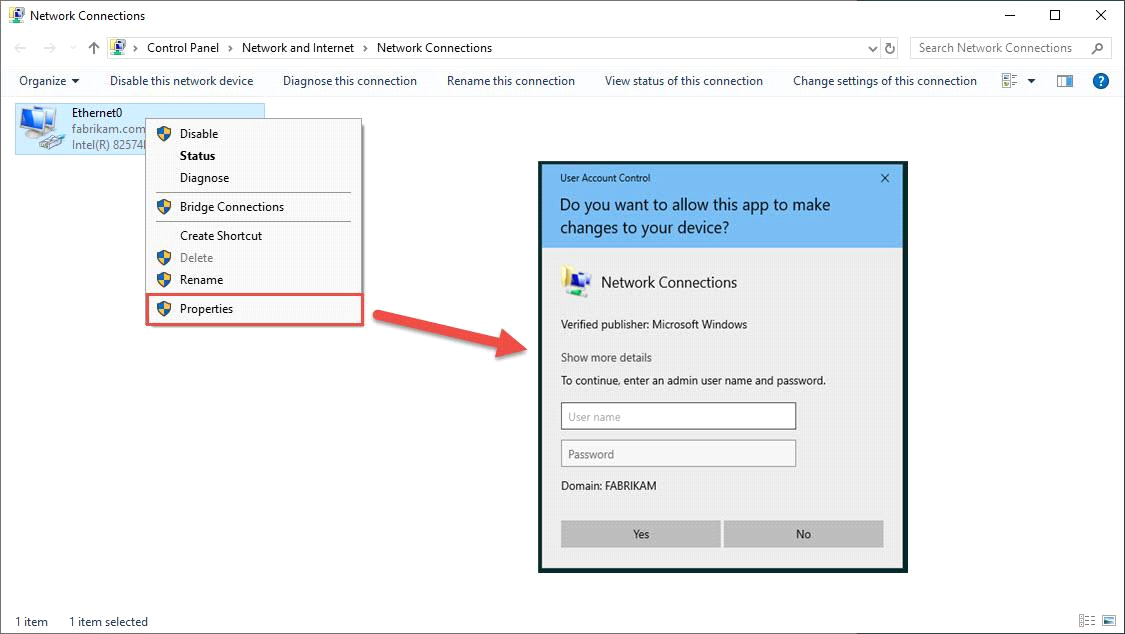 Network Connections
Control Panel > Network and Internet > Network Connections
Search Network Connections
Organize Disable this network device Diagnose this connection Rename this connection View status of this connection Change settings of this connection
Ethernet0
fabrikam.com
Intel(R) 82574
Disable
Status
Diagnose
Bridge Connections
Create Shortcut
Delete
Rename
Properties
User Account Control
Do you want to allow this app to make
changes to your device?
Network Connections
Verified publisher: Microsoft Windows
Show more details
To continue, enter an admin user name and password.
User name
Password
Domain: FABRIKAM
Yes No
1 item 1 item selected